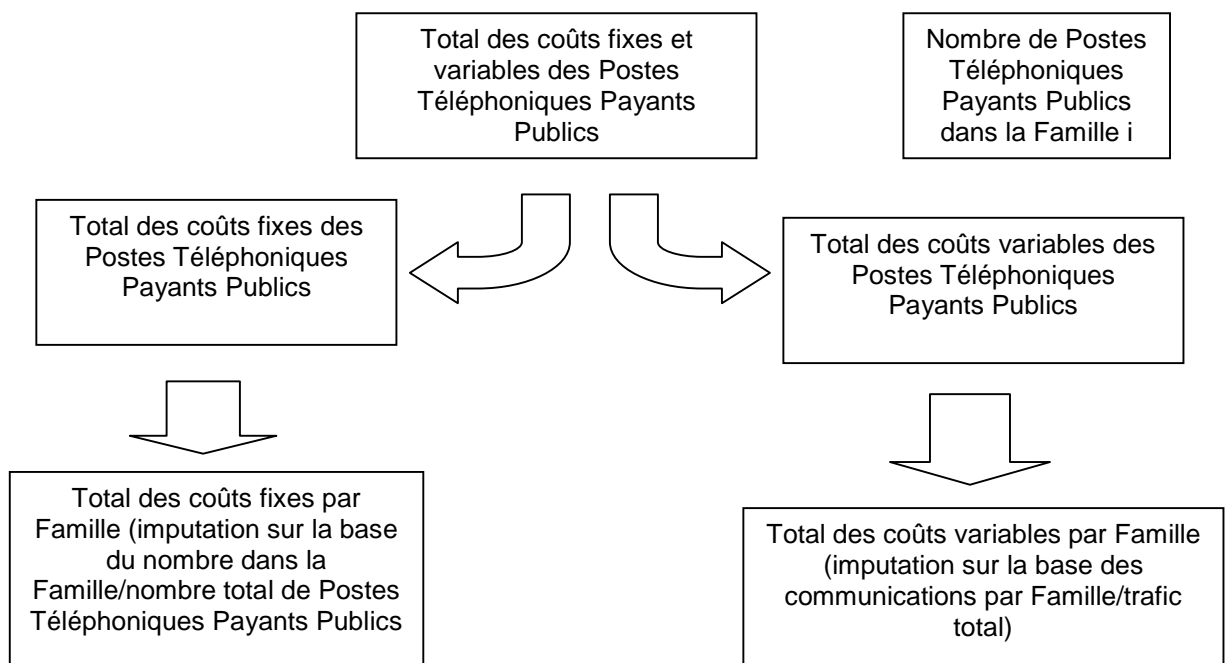 Total des coûts fixes et
variables des Postes
Téléphoniques Payants
Publics
Nombre de Postes
Téléphoniques
Payants Publics
dans la Famille i
Total des coûts fixes des
Postes Téléphoniques
Payants Publics
Total des coûts variables des
Postes Téléphoniques
Payants Publics
Total des coûts fixes par
Famille (imputation sur la base
du nombre dans la
Famille/nombre total de Postes
Téléphoniques Payants Publics
Total des coûts variables par Famille
(imputation sur la base des
communications par Famille/trafic
total)